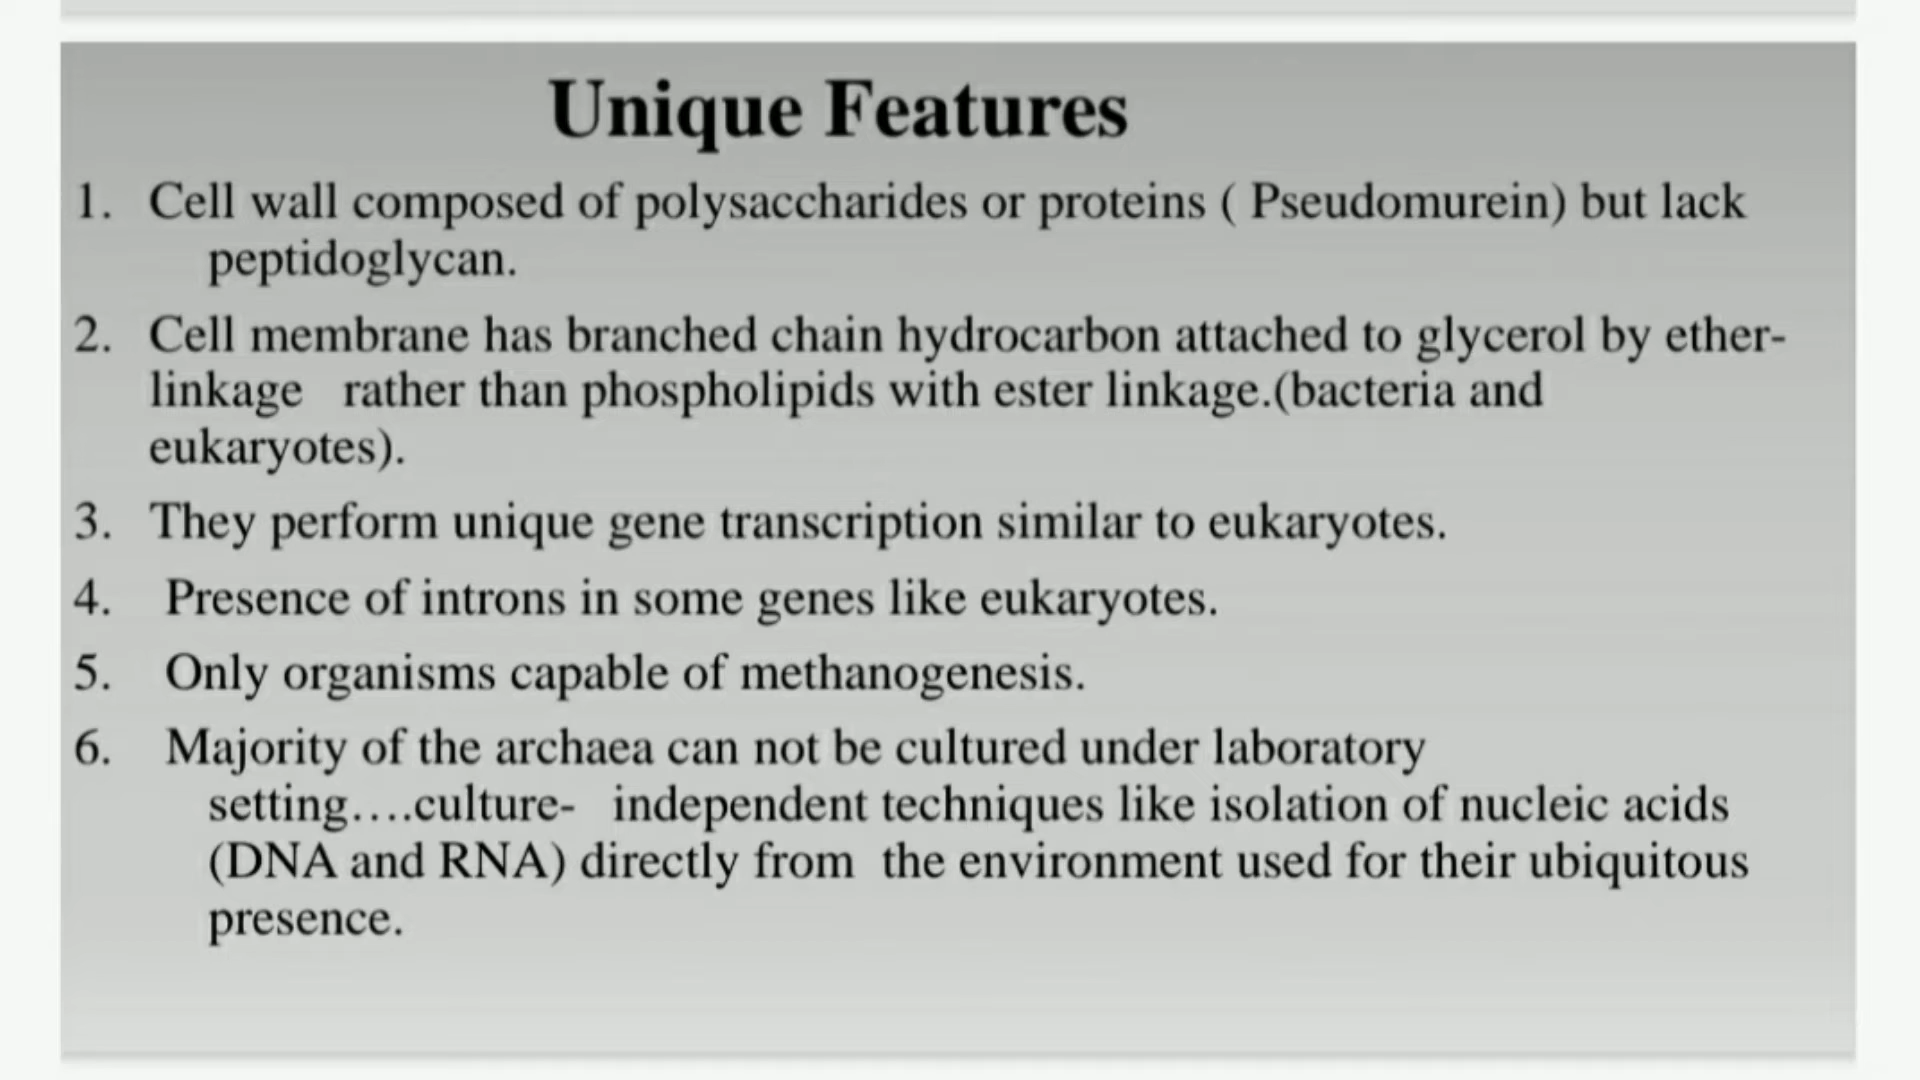 Unique Features
1. Cell wall composed of polysaccharides or proteins ( Pseudomurein) but lack
peptidoglycan.
2. Cell membrane has branched chain hydrocarbon attached to glycerol by ether-
linkage rather than phospholipids with ester linkage.(bacteria and
eukaryotes).
3. They perform unique gene transcription similar to eukaryotes.
4. Presence of introns in some genes like eukaryotes.
5. Only organisms capable of methanogenesis.
6. Majority of the archaea can not be cultured under laboratory
setting....culture- independent techniques like isolation of nucleic acids
(DNA and RNA) directly from the environment used for their ubiquitous
presence.